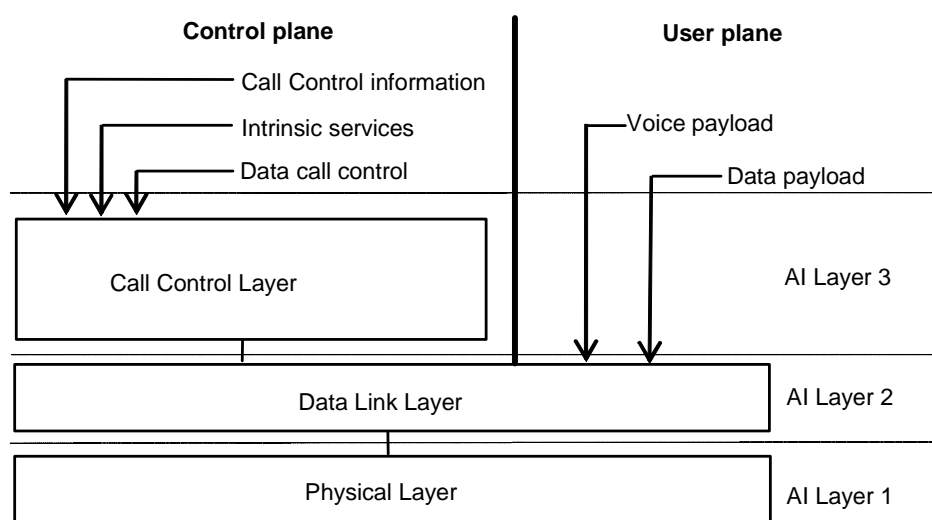 Control plane
User plane
Call Control information
Intrinsic services
Voice payload
Data call control
Data payload
Call Control Layer
AI Layer 3
Data Link Layer
AI Layer 2
Physical Layer
AI Layer 1